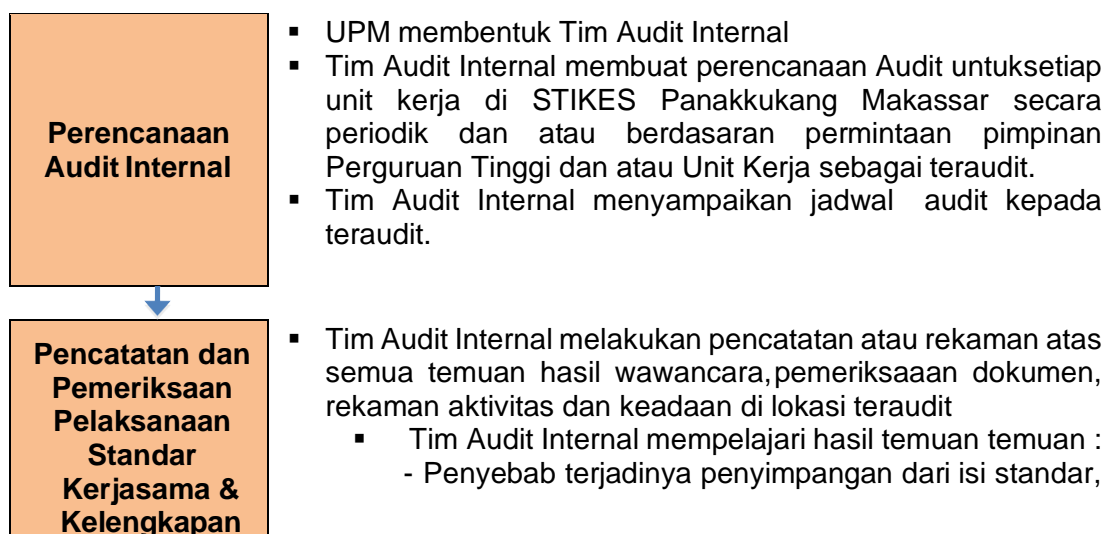 Perencanaan
Audit Internal
▪ UPM membentuk Tim Audit Internal
▪ Tim Audit Internal membuat perencanaan Audit untuksetiap
unit kerja di STIKES Panakkukang Makassar secara
periodik dan atau berdasaran permintaan pimpinan
Perguruan Tinggi dan atau Unit Kerja sebagai teraudit.
▪ Tim Audit Internal menyampaikan jadwal audit kepada
teraudit.
Pencatatan dan
Pemeriksaan
Pelaksanaan
Standar
Kerjasama &
Kelengkapan
▪ Tim Audit Internal melakukan pencatatan atau rekaman atas
semua temuan hasil wawancara,pemeriksaaan dokumen,
rekaman aktivitas dan keadaan di lokasi teraudit
▪ Tim Audit Internal mempelajari hasil temuan temuan :
- Penyebab terjadinya penyimpangan dari isi standar,